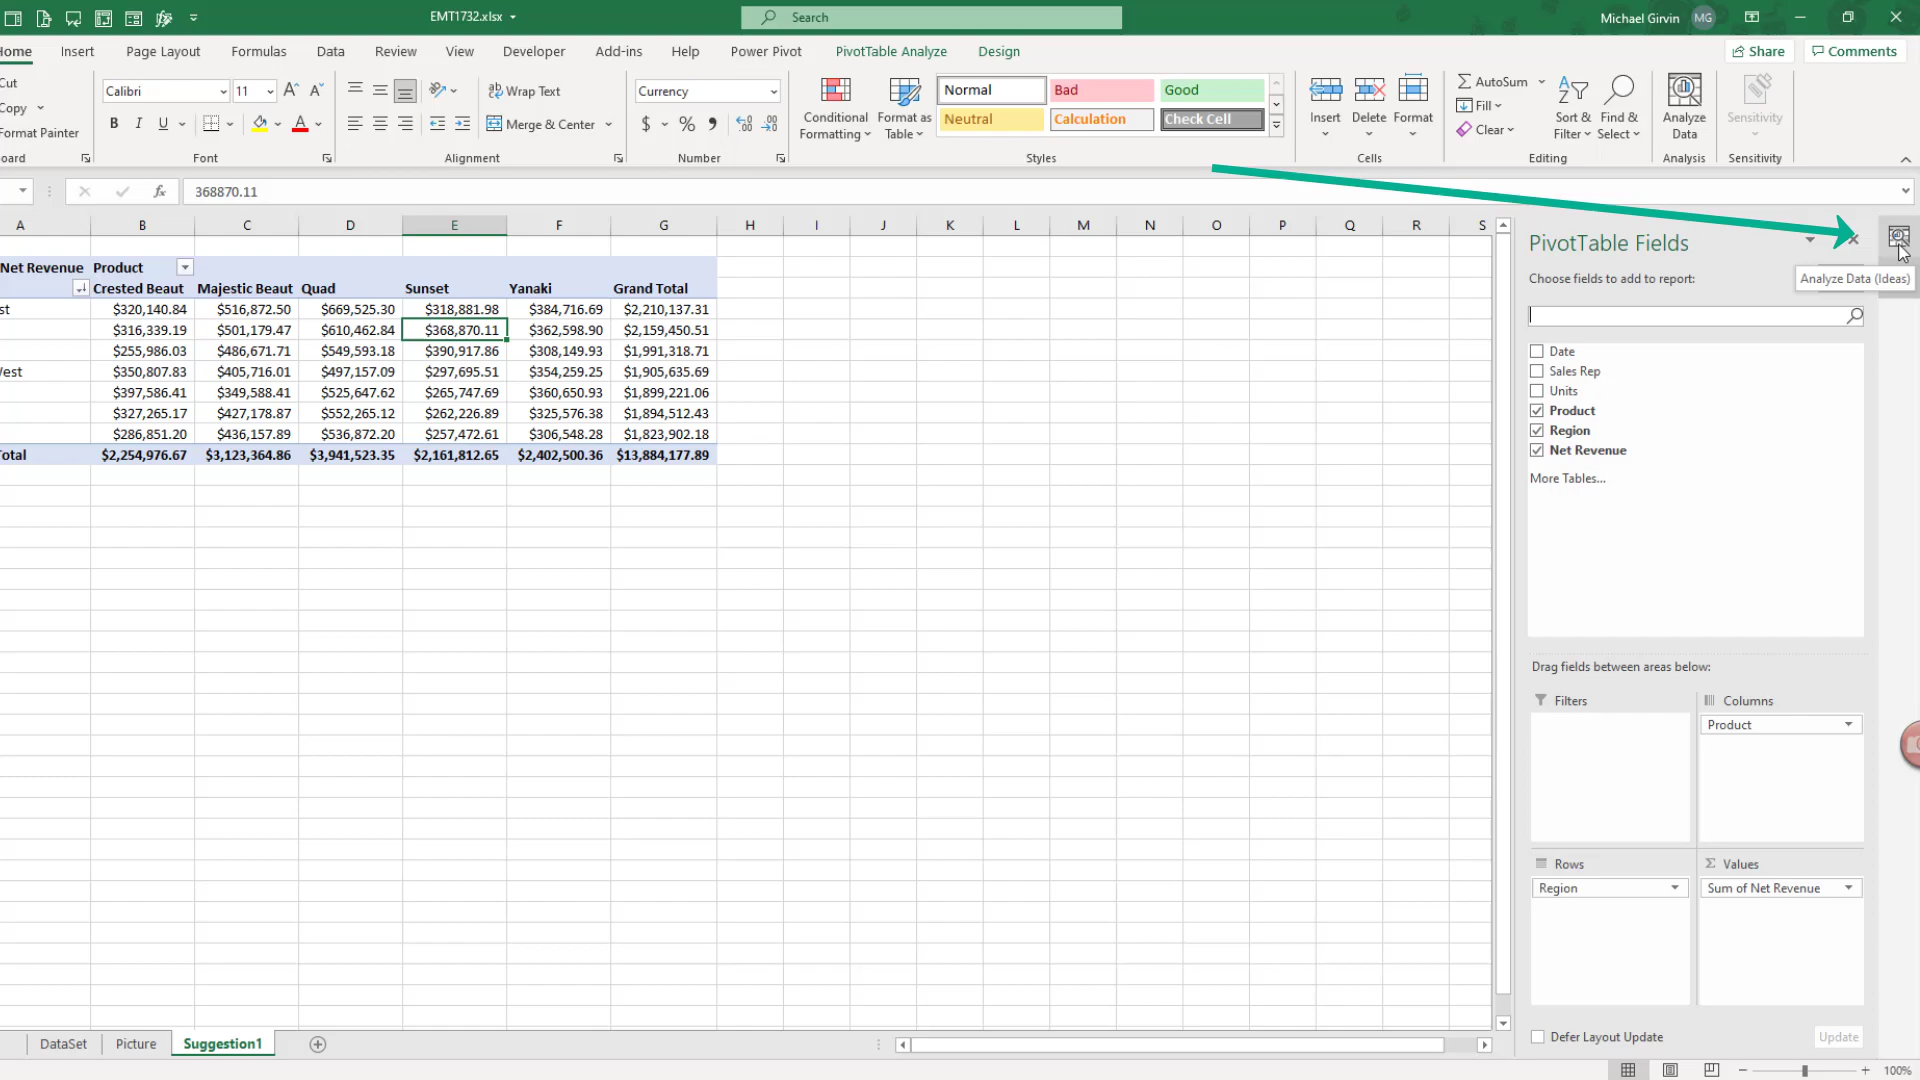 EMT1732.xlsx
Search
Michael Girvin MG
Home Insert Page Layout Formulas Data Review View Developer Add-ins Help Power Pivot PivotTable Analyze Design Share Comments
Cut
Copy
Format Painter
Calibri 11
B I U
Wrap Text
Merge & Center
Currency
$ % 9
Conditional Formatting
Format as Table
Normal Bad Good
Neutral Calculation Check Cell
Insert Delete Format
AutoSum
Fill
Clear
Sort & Filter
Find & Select
Analyze Data
Sensitivity
oard Font Alignment Number Styles Cells Editing Analysis Sensitivity
fx 368870.11
A B C D E F G H I J K L M N O P Q R S
Net Revenue Product
Crested Beaut Majestic Beaut Quad Sunset Yanaki Grand Total
st $320,140.84 $516,872.50 $669,525.30 $318,881.98 $384,716.69 $2,210,137.31
$316,339.19 $501,179.47 $610,462.84 $368,870.11 $362,598.90 $2,159,450.51
$255,986.03 $486,671.71 $549,593.18 $390,917.86 $308,149.93 $1,991,318.71
West $350,807.83 $405,716.01 $497,157.09 $297,695.51 $354,259.25 $1,905,635.69
$397,586.41 $349,588.41 $525,647.62 $265,747.69 $360,650.93 $1,899,221.06
$327,265.17 $427,178.87 $552,265.12 $262,226.89 $325,576.38 $1,894,512.43
$286,851.20 $436,157.89 $536,872.20 $257,472.61 $306,548.28 $1,823,902.18
Total $2,254,976.67 $3,123,364.86 $3,941,523.35 $2,161,812.65 $2,402,500.36 $13,884,177.89
PivotTable Fields
Choose fields to add to report:
Analyze Data (Ideas)
Date
Sales Rep
Units
Product
Region
Net Revenue
More Tables...
Drag fields between areas below:
Filters Columns
Product
Rows Σ Values
Region Sum of Net Revenue
Defer Layout Update Update
DataSet Picture Suggestion1
100%